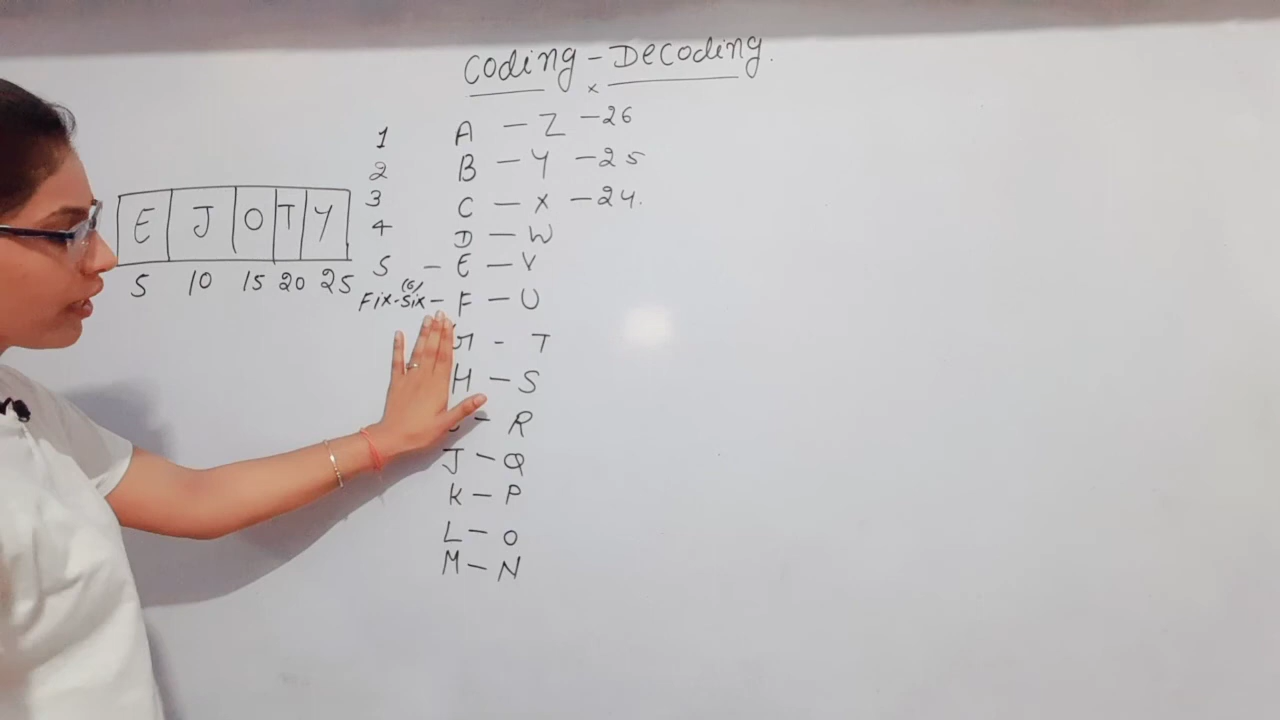 Coding - Decoding.
x
1 A - Z - 26
2 B - Y - 25
3 C - X - 24.
4 D - W
5 - E - V
(6)
Fix-Six - F - U
G - T
H - S
- R
J - Q
K - P
L - O
M - N
E J O T Y
5 10 15 20 25